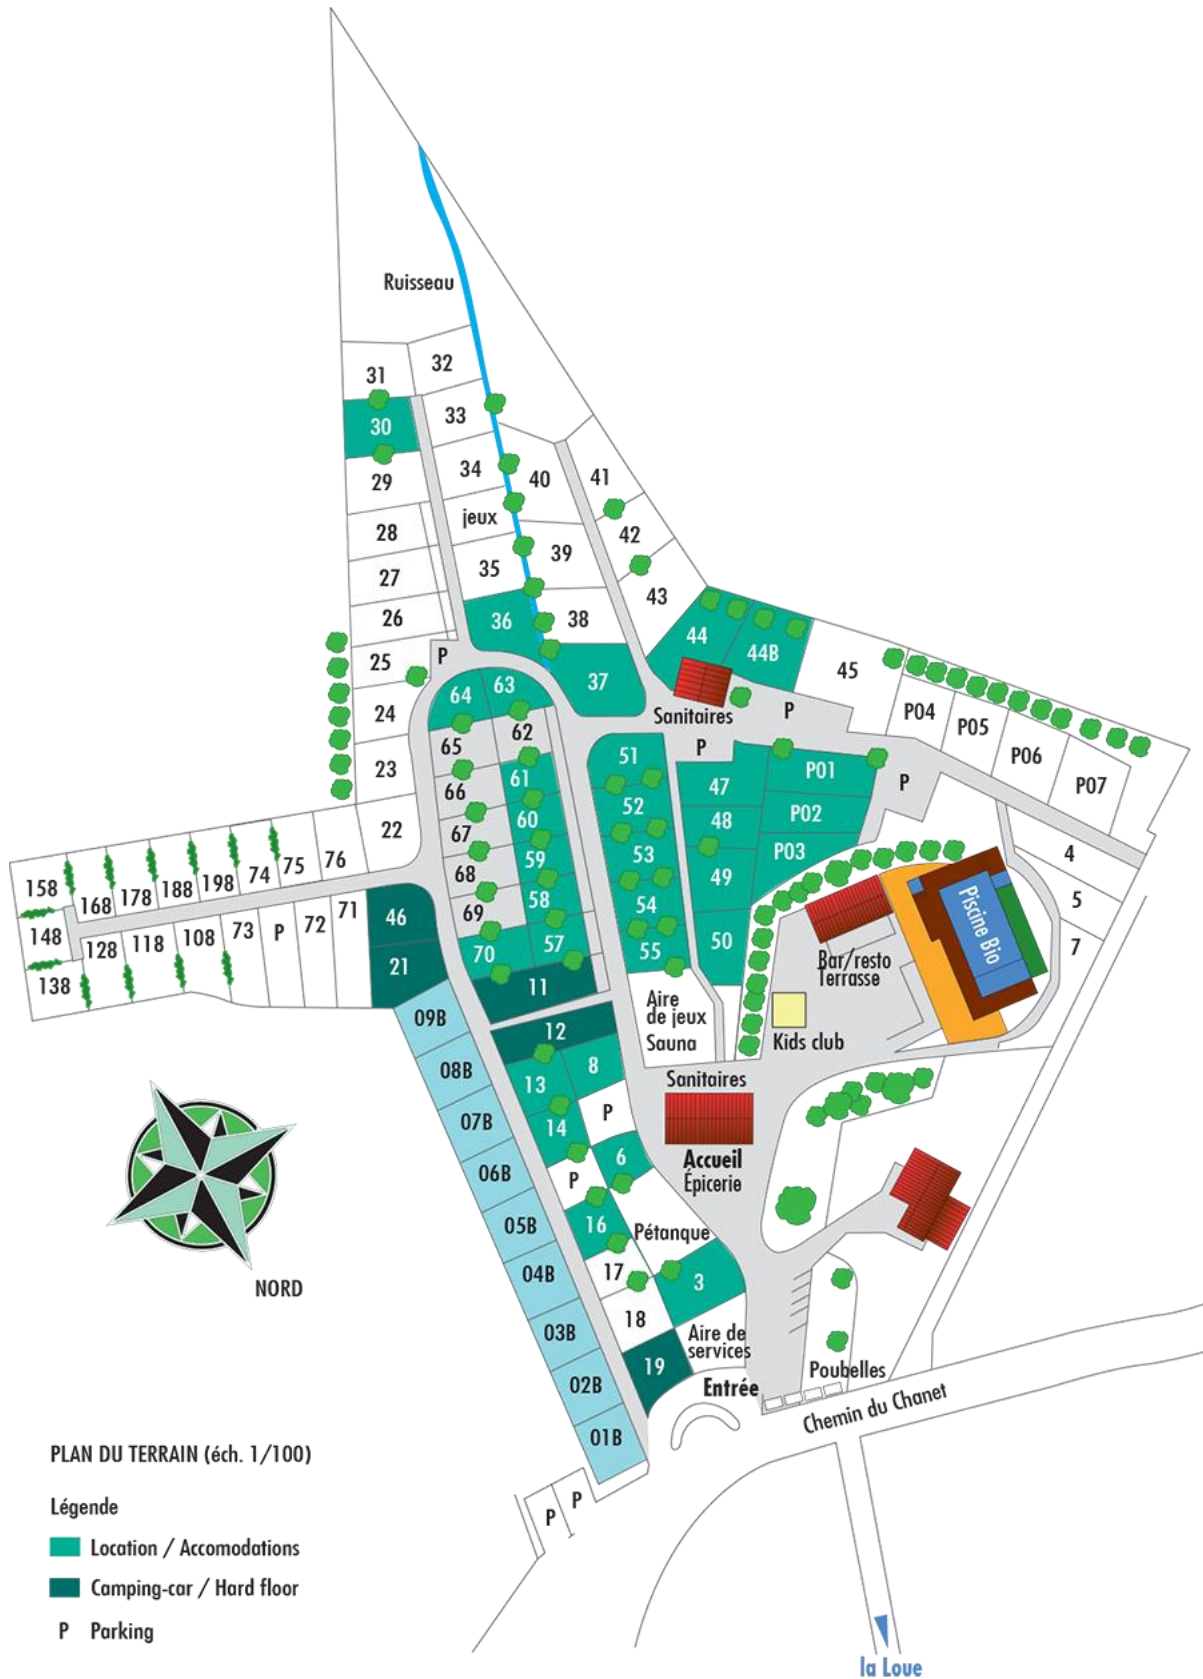 Ruisseau
31
32
30
33
29
34
40
41
28
jeux
42
27
35
39
43
26
36
38
44
44B
25
P
37
45
64
63
24
Sanitaires
P
P04
P05
65
62
51
P
P06
23
61
47
P01
P
P07
66
52
60
48
P02
22
67
53
59
49
P03
4
158
168
178
188
198
74
75
76
68
58
54
5
148
128
118
108
73
P
72
71
46
69
57
55
50
Piscine Bio
7
138
21
70
11
Bar/resto
Terrasse
09B
12
Aire
de jeux
Sauna
Kids club
08B
13
8
Sanitaires
07B
14
P
Accueil
Épicerie
06B
P
6
05B
16
Pétanque
04B
17
3
NORD
03B
18
Aire de
services
02B
19
Entrée
Poubelles
01B
Chemin du Chanet
P
P
PLAN DU TERRAIN (éch. 1/100)
Légende
Location / Accomodations
Camping-car / Hard floor
P Parking
la Loue